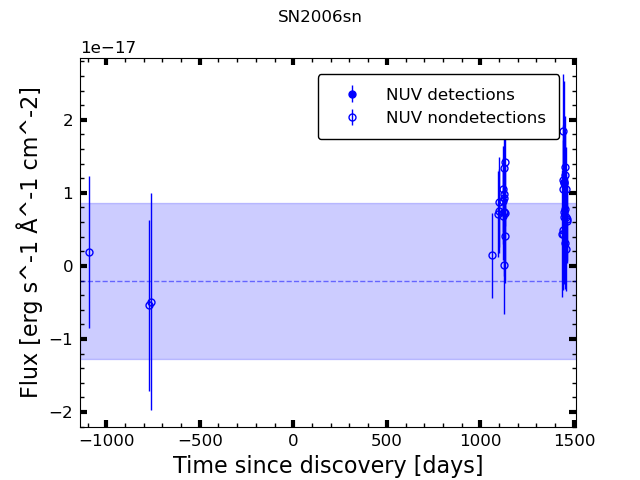 SN2006sn
1e−17
NUV detections
NUV nondetections
2
1
0
−1
−2
Flux [erg s^-1 Å^-1 cm^-2]
−1000
−500
0
500
1000
1500
Time since discovery [days]